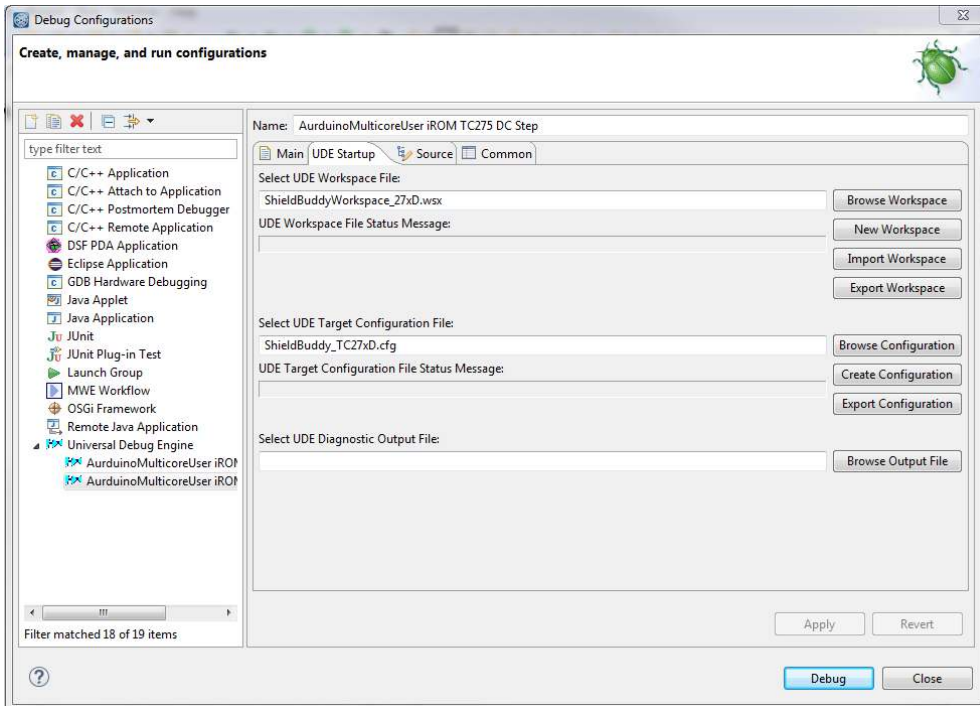 Debug Configurations
Create, manage, and run configurations
type filter text
C/C++ Application
C/C++ Attach to Application
C/C++ Postmortem Debugger
C/C++ Remote Application
DSF PDA Application
Eclipse Application
GDB Hardware Debugging
Java Applet
Java Application
JUnit
JUnit Plug-in Test
Launch Group
MWE Workflow
OSGi Framework
Remote Java Application
Universal Debug Engine
AurduinoMulticoreUser iROM
AurduinoMulticoreUser iROM
Filter matched 18 of 19 items
Name: AurduinoMulticoreUser iROM TC275 DC Step
Main UDE Startup Source Common
Select UDE Workspace File:
ShieldBuddyWorkspace_27xD.wsx Browse Workspace
UDE Workspace File Status Message:
New Workspace
Import Workspace
Export Workspace
Select UDE Target Configuration File:
ShieldBuddy_TC27xD.cfg Browse Configuration
UDE Target Configuration File Status Message:
Create Configuration
Export Configuration
Select UDE Diagnostic Output File:
Browse Output File
Apply Revert
Debug Close